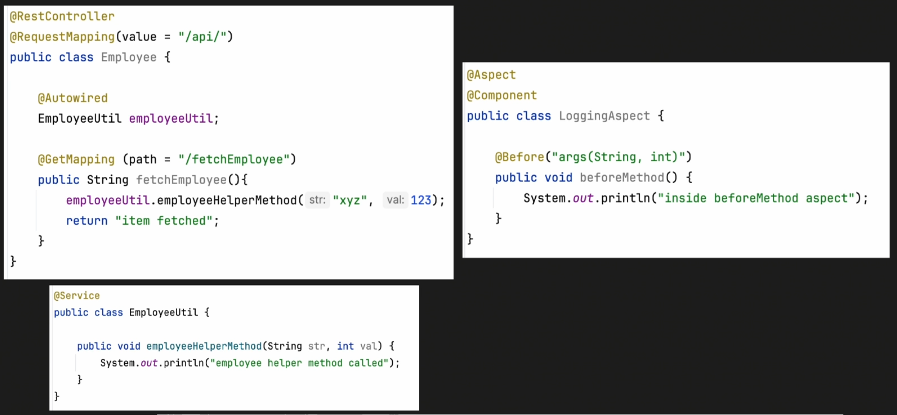 @RestController
@RequestMapping(value = "/api/")
public class Employee {
@Autowired
EmployeeUtil employeeUtil;
@GetMapping (path = "/fetchEmployee")
public String fetchEmployee(){
employeeUtil.employeeHelperMethod( str: "xyz", val: 123);
return "item fetched";
}
}
@Aspect
@Component
public class LoggingAspect {
@Before("args(String, int)")
public void beforeMethod() {
System.out.println("inside beforeMethod aspect");
}
}
@Service
public class EmployeeUtil {
public void employeeHelperMethod(String str, int val) {
System.out.println("employee helper method called");
}
}